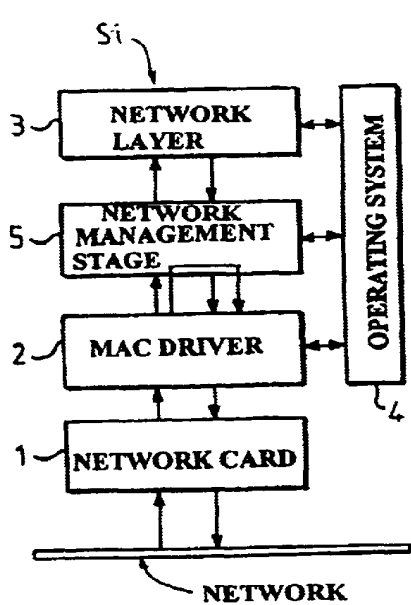 Si
3
NETWORK
LAYER
5
NETWORK
MANAGEMENT
STAGE
2
MAC DRIVER
1
NETWORK CARD
OPERATING SYSTEM
4
NETWORK